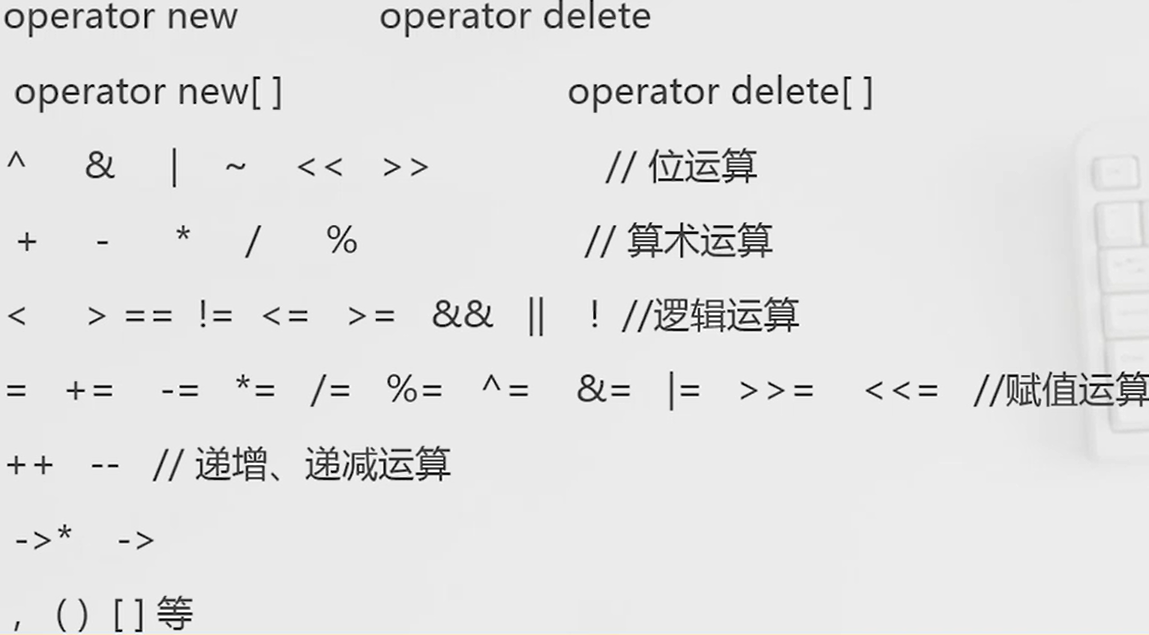 operator new operator delete
operator new[ ] operator delete[ ]
^ & | ~ << >> // 位运算
+ - * / % // 算术运算
< > == != <= >= && || ! //逻辑运算
= += -= *= /= %= ^= &= |= >>= <<= //赋值运算
++ -- // 递增、递减运算
->* ->
, ( ) [ ] 等